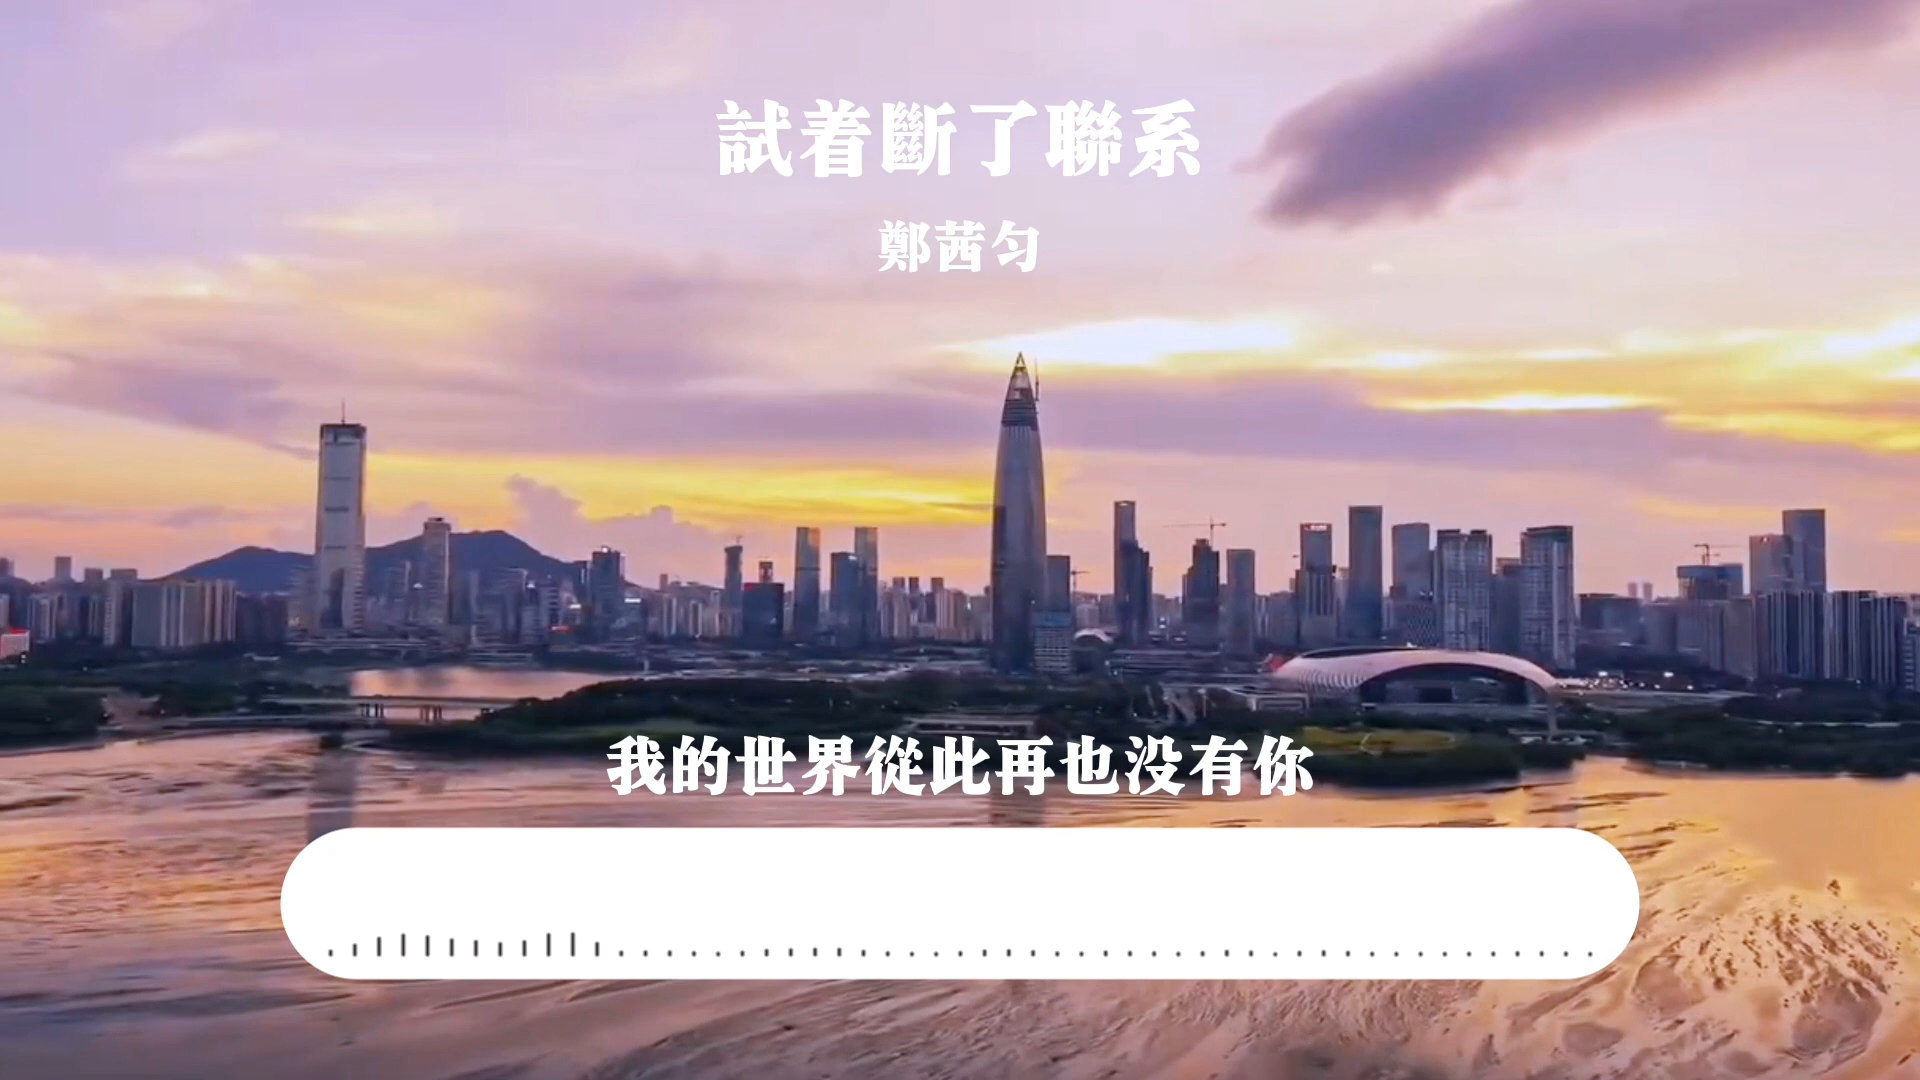 試着斷了聯系
鄭茜匀
我的世界從此再也没有你